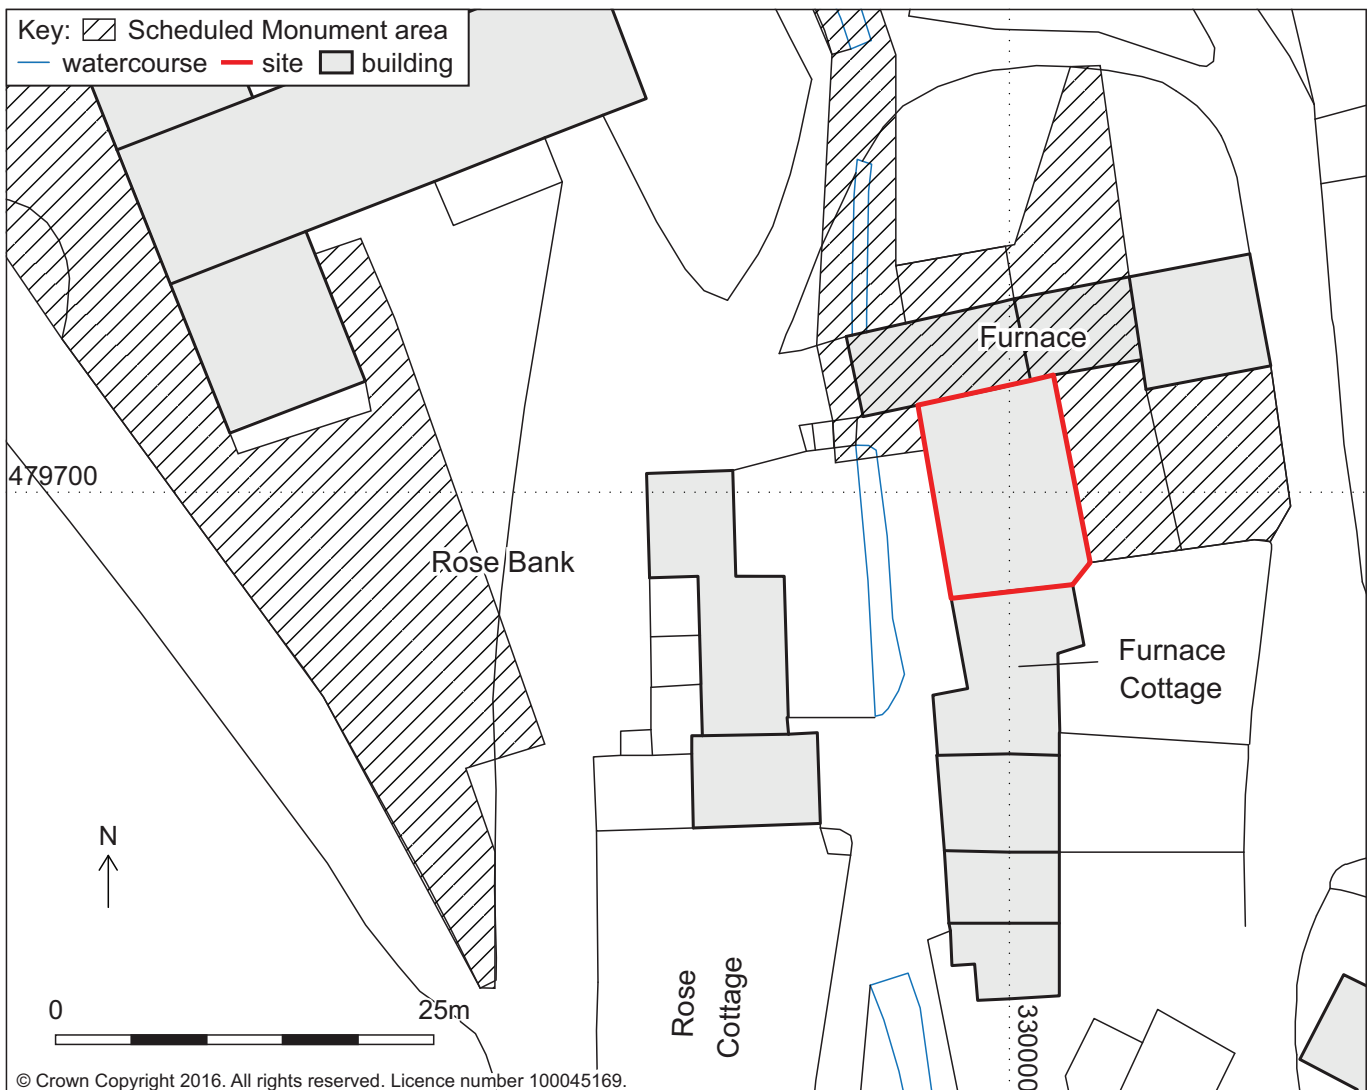 Key: Scheduled Monument area
watercourse site building
Furnace
479700
Rose Bank
Furnace
Cottage
N
Rose
Cottage
330000
0 25m
© Crown Copyright 2016. All rights reserved. Licence number 100045169.